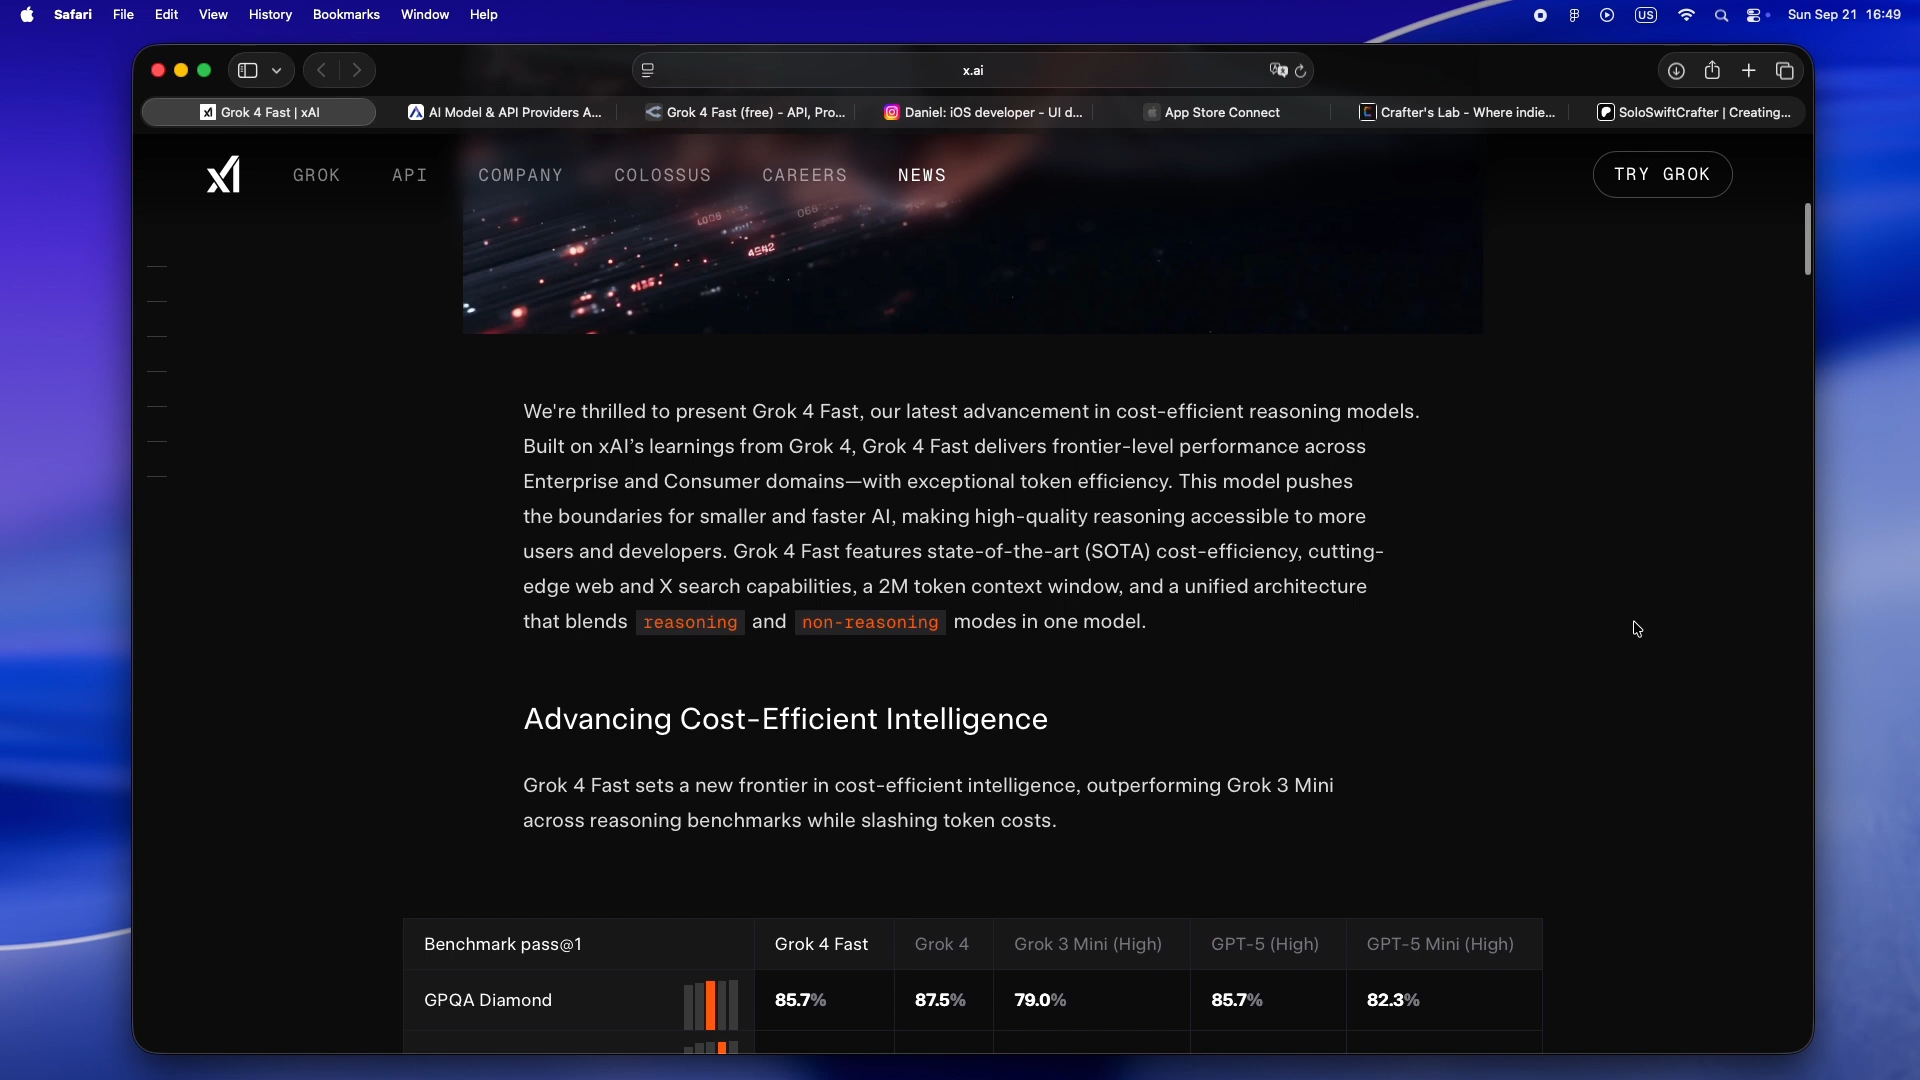 Safari File Edit View History Bookmarks Window Help
US
Sun Sep 21 16:49
x.ai
Grok 4 Fast | xAI
AI Model & API Providers A...
Grok 4 Fast (free) - API, Pro...
Daniel: iOS developer - UI d...
App Store Connect
Crafter's Lab - Where indie...
SoloSwiftCrafter | Creating...
GROK API COMPANY COLOSSUS CAREERS NEWS
TRY GROK
4E42
We're thrilled to present Grok 4 Fast, our latest advancement in cost-efficient reasoning models.
Built on xAI’s learnings from Grok 4, Grok 4 Fast delivers frontier-level performance across
Enterprise and Consumer domains—with exceptional token efficiency. This model pushes
the boundaries for smaller and faster AI, making high-quality reasoning accessible to more
users and developers. Grok 4 Fast features state-of-the-art (SOTA) cost-efficiency, cutting-
edge web and X search capabilities, a 2M token context window, and a unified architecture
that blends reasoning and non-reasoning modes in one model.
Advancing Cost-Efficient Intelligence
Grok 4 Fast sets a new frontier in cost-efficient intelligence, outperforming Grok 3 Mini
across reasoning benchmarks while slashing token costs.
Benchmark pass@1 Grok 4 Fast Grok 4 Grok 3 Mini (High) GPT-5 (High) GPT-5 Mini (High)
GPQA Diamond 85.7% 87.5% 79.0% 85.7% 82.3%